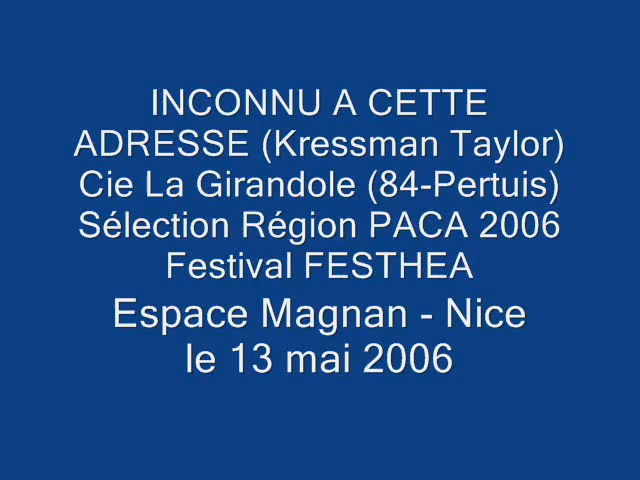 INCONNU A CETTE
ADRESSE (Kressman Taylor)
Cie La Girandole (84-Pertuis)
Sélection Région PACA 2006
Festival FESTHEA
Espace Magnan - Nice
le 13 mai 2006